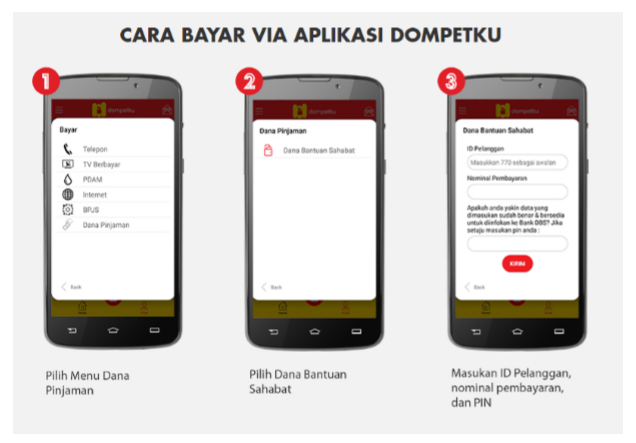 CARA BAYAR VIA APLIKASI DOMPETKU
1
dompetku
Bayar
Telepon
TV Berbayar
PDAM
Internet
BPJS
Dana Pinjaman
Back
Pilih Menu Dana
Pinjaman
2
dompetku
Dana Pinjaman
Dana Bantuan Sahabat
Back
Pilih Dana Bantuan
Sahabat
3
dompetku
Dana Bantuan Sahabat
ID Pelanggan
Masukkan 770 sebagai awalan
Nominal Pembayaran
Apakah anda yakin data yang
dimasukan sudah benar & bersedia
untuk diinfokan ke Bank DBS? Jika
setuju masukan pin anda :
KIRIM
Back
Masukan ID Pelanggan,
nominal pembayaran,
dan PIN